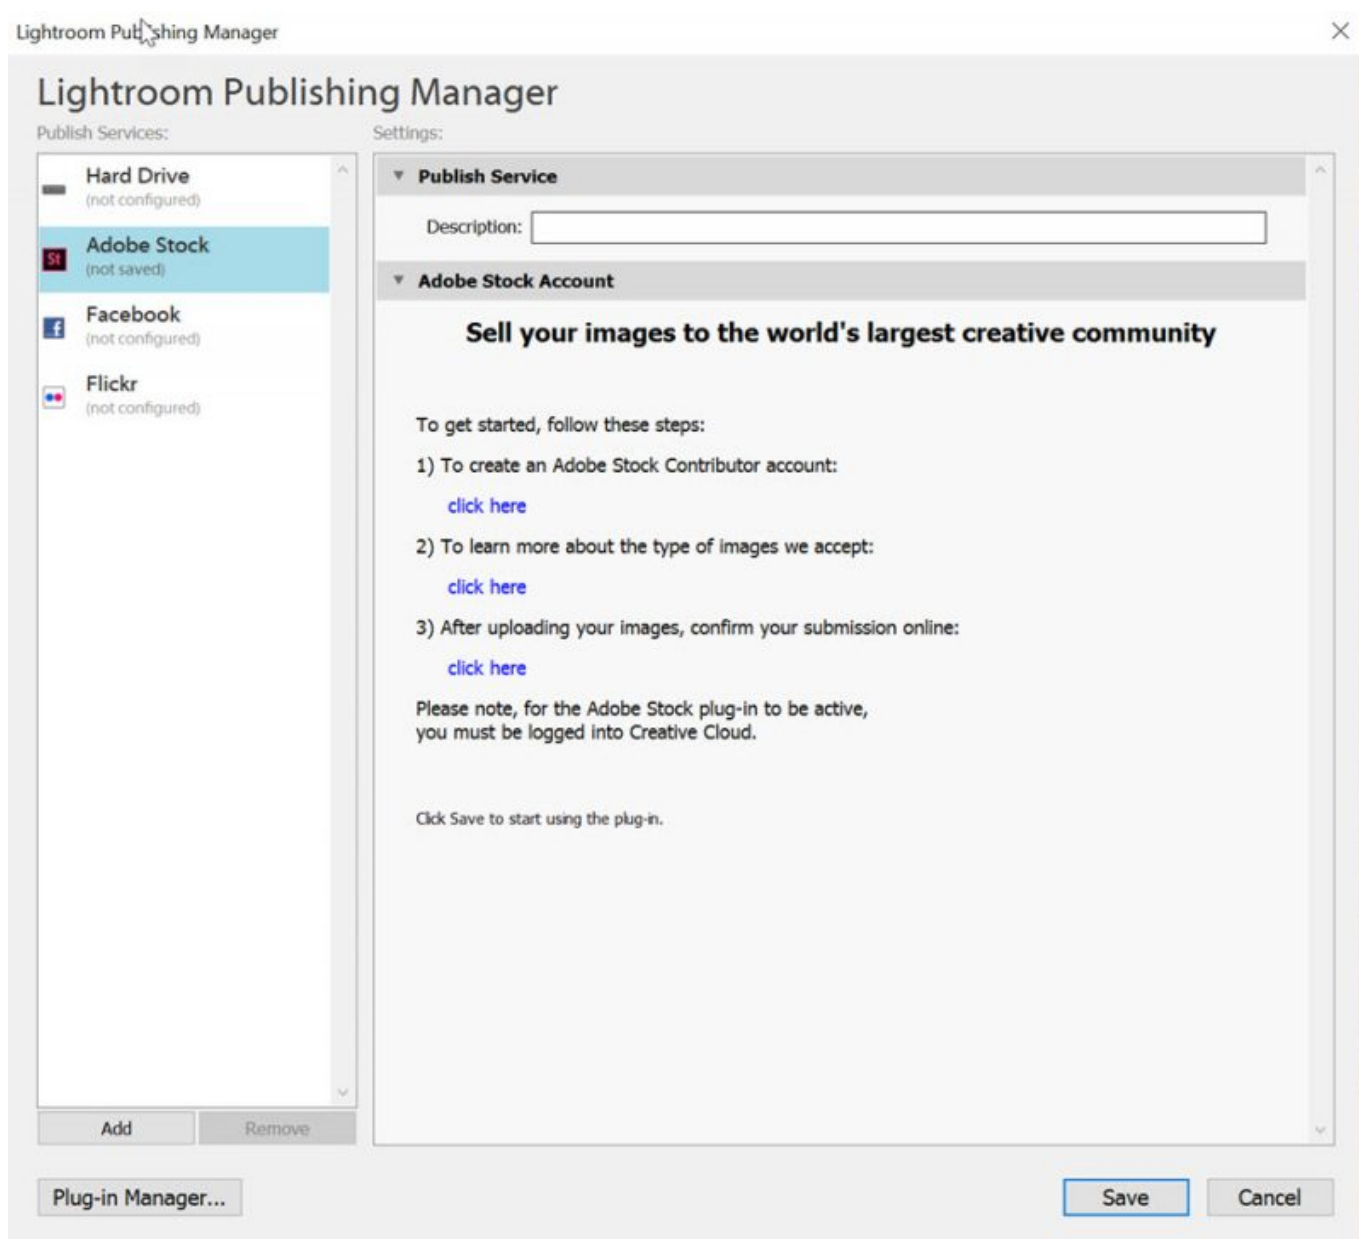 Lightroom Publishing Manager
Lightroom Publishing Manager
Publish Services:
Settings:
Hard Drive
(not configured)
St
Adobe Stock
(not saved)
f
Facebook
(not configured)
Flickr
(not configured)
Add
Remove
Publish Service
Description:
Adobe Stock Account
Sell your images to the world's largest creative community
To get started, follow these steps:
1) To create an Adobe Stock Contributor account:
click here
2) To learn more about the type of images we accept:
click here
3) After uploading your images, confirm your submission online:
click here
Please note, for the Adobe Stock plug-in to be active,
you must be logged into Creative Cloud.
Click Save to start using the plug-in.
Plug-in Manager...
Save
Cancel